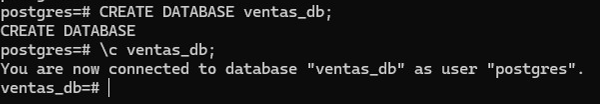 postgres=# CREATE DATABASE ventas_db;
CREATE DATABASE
postgres=# \c ventas_db;
You are now connected to database "ventas_db" as user "postgres".
ventas_db=#